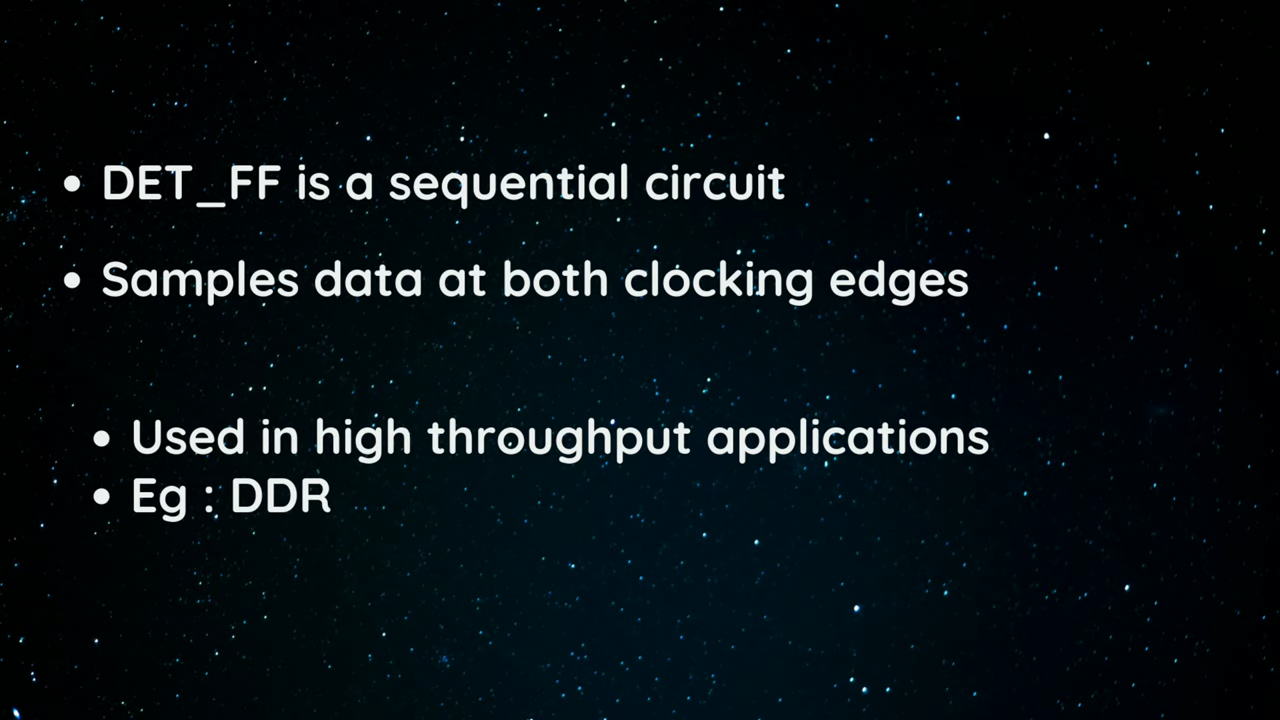 • DET_FF is a sequential circuit
• Samples data at both clocking edges
• Used in high throughput applications
• Eg : DDR